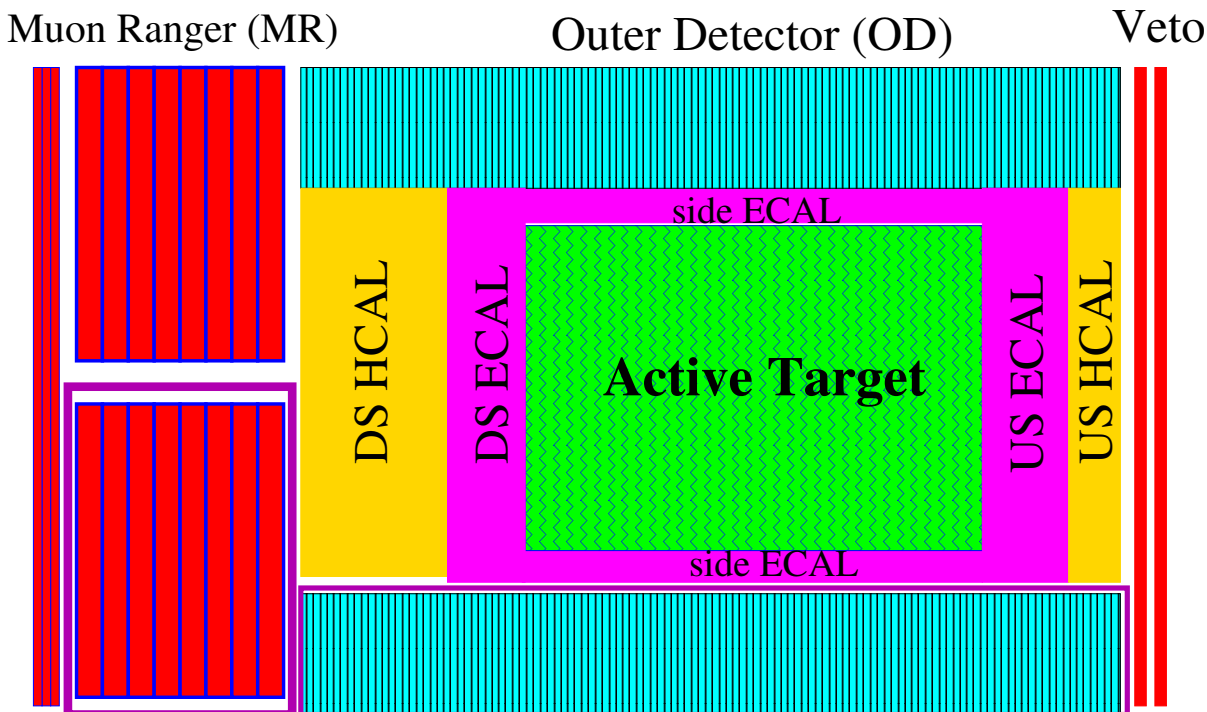 Muon Ranger (MR)
Outer Detector (OD)
Veto
side ECAL
DS HCAL
DS ECAL
Active Target
US ECAL
US HCAL
side ECAL